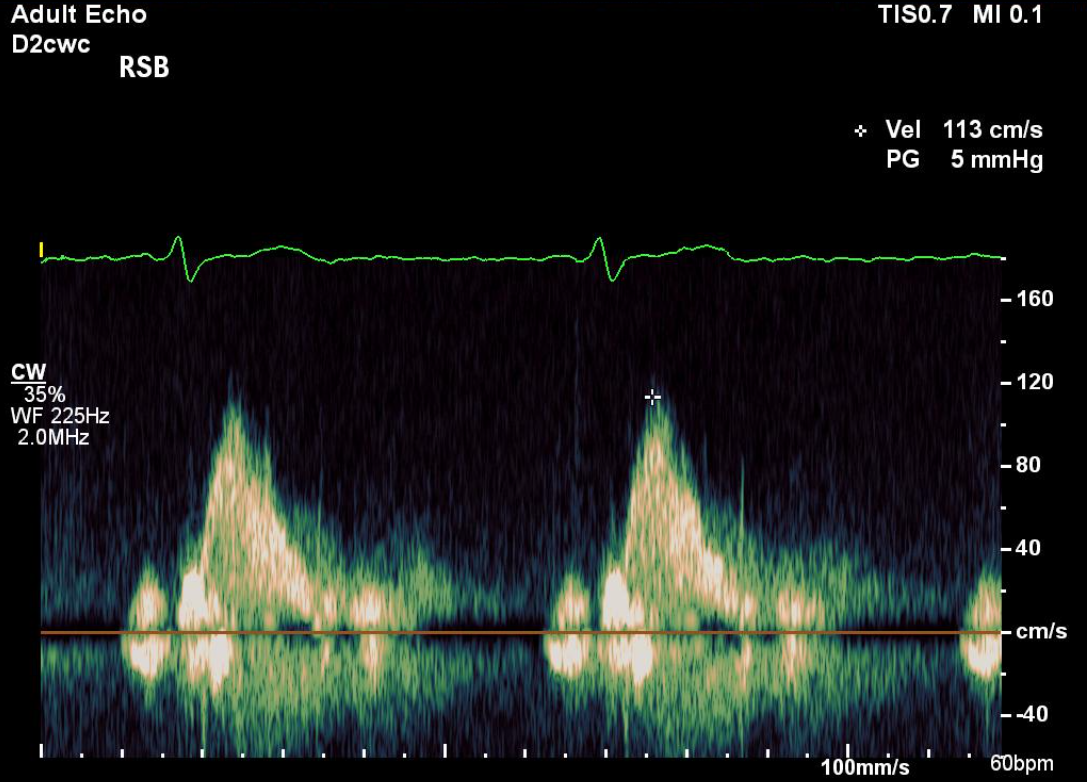 Adult Echo
TIS0.7 MI 0.1
D2cwc
RSB
Vel 113 cm/s
PG 5 mmHg
160
CW
35%
WF 225Hz
2.0MHz
120
80
40
cm/s
-40
100mm/s
60bpm